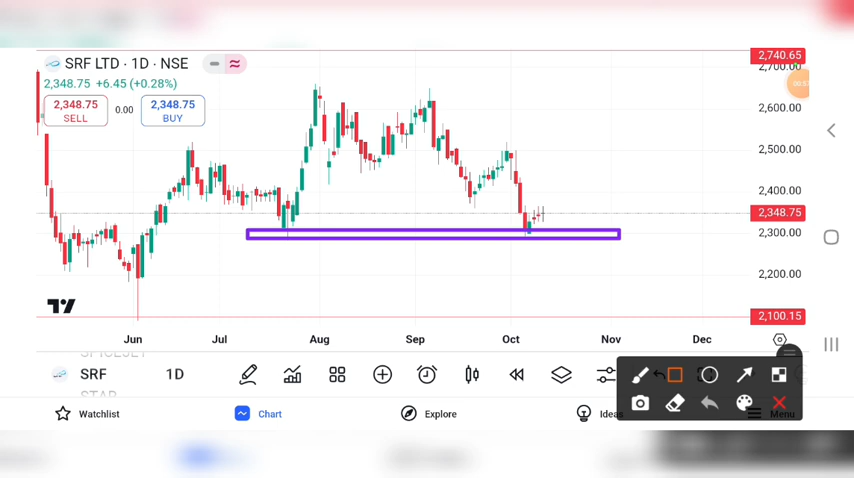 2,740.65
SRF LTD · 1D · NSE
2,700.00
2,348.75 +6.45 (+0.28%)
2,348.75
SELL
0.00
2,348.75
BUY
2,600.00
2,500.00
2,400.00
2,348.75
2,300.00
2,200.00
2,100.15
Jun
Jul
Aug
Sep
Oct
Nov
Dec
SRF
1D
Watchlist
Chart
Explore
Ideas
Menu